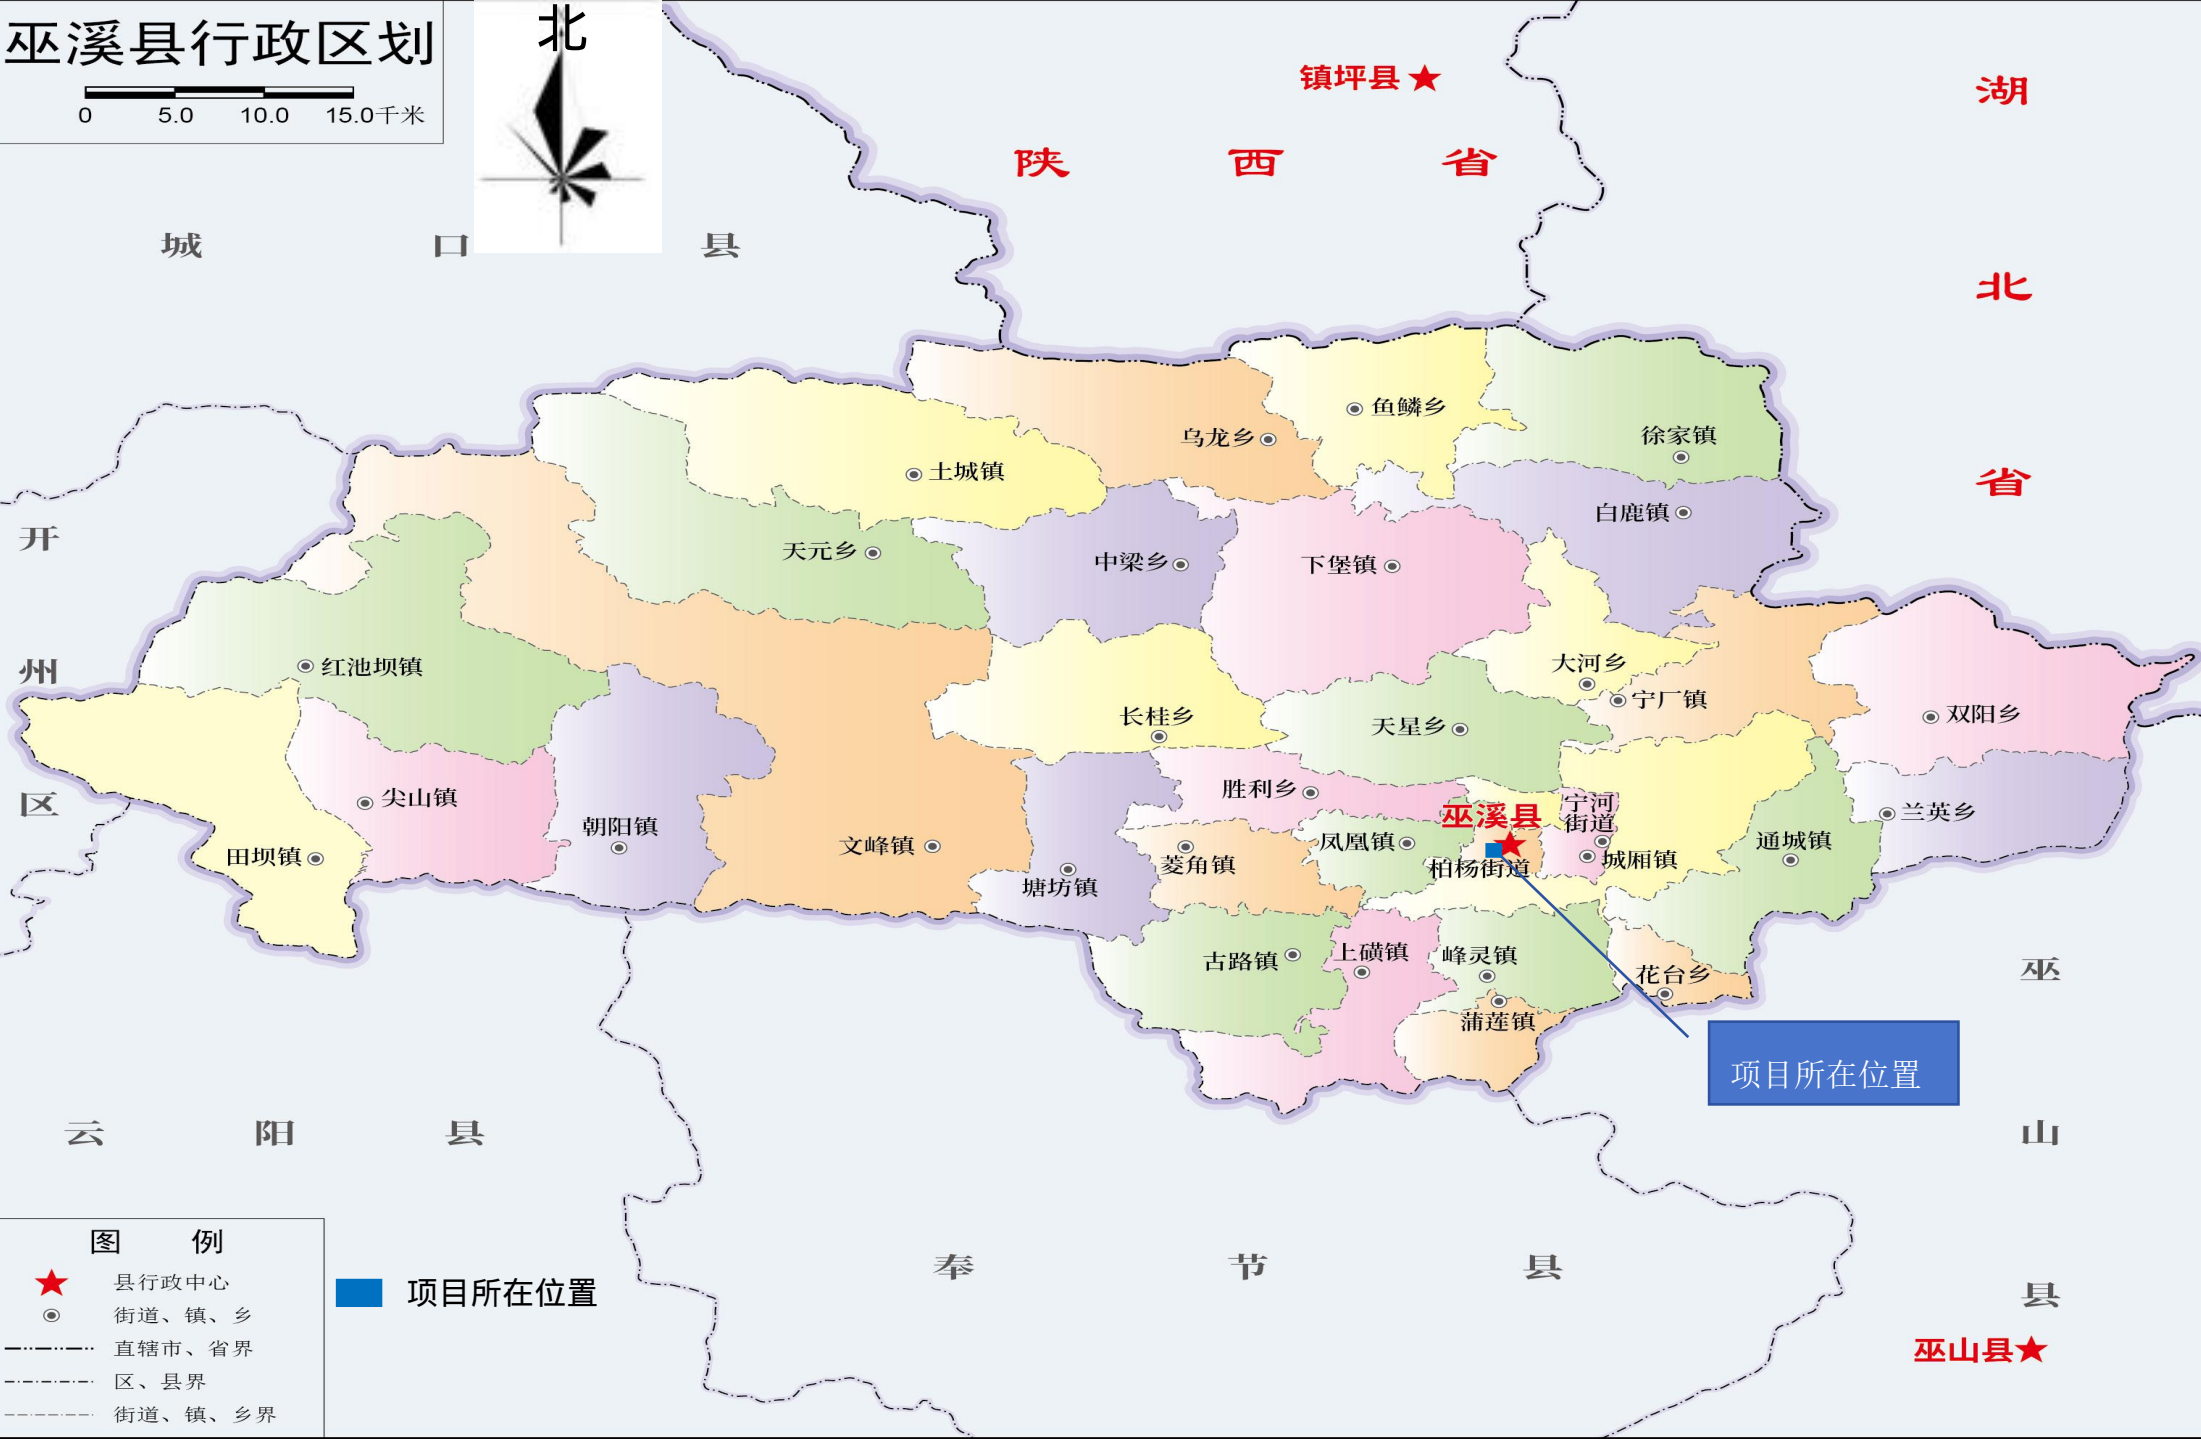 巫溪县行政区划
0 5.0 10.0 15.0千米
北
镇坪县
陕西省
湖北省
城口县
开州区
云阳县
奉节县
巫山县
巫山县
鱼鳞乡
乌龙乡
徐家镇
土城镇
白鹿镇
天元乡
中梁乡
下堡镇
红池坝镇
大河乡
宁厂镇
双阳乡
长桂乡
天星乡
尖山镇
胜利乡
宁河
街道
巫溪县
兰英乡
朝阳镇
文峰镇
凤凰镇
通城镇
田坝镇
菱角镇
柏杨街道
城厢镇
塘坊镇
古路镇
上磺镇
峰灵镇
花台乡
蒲莲镇
项目所在位置
图例
县行政中心
街道、镇、乡
直辖市、省界
区、县界
街道、镇、乡界
项目所在位置